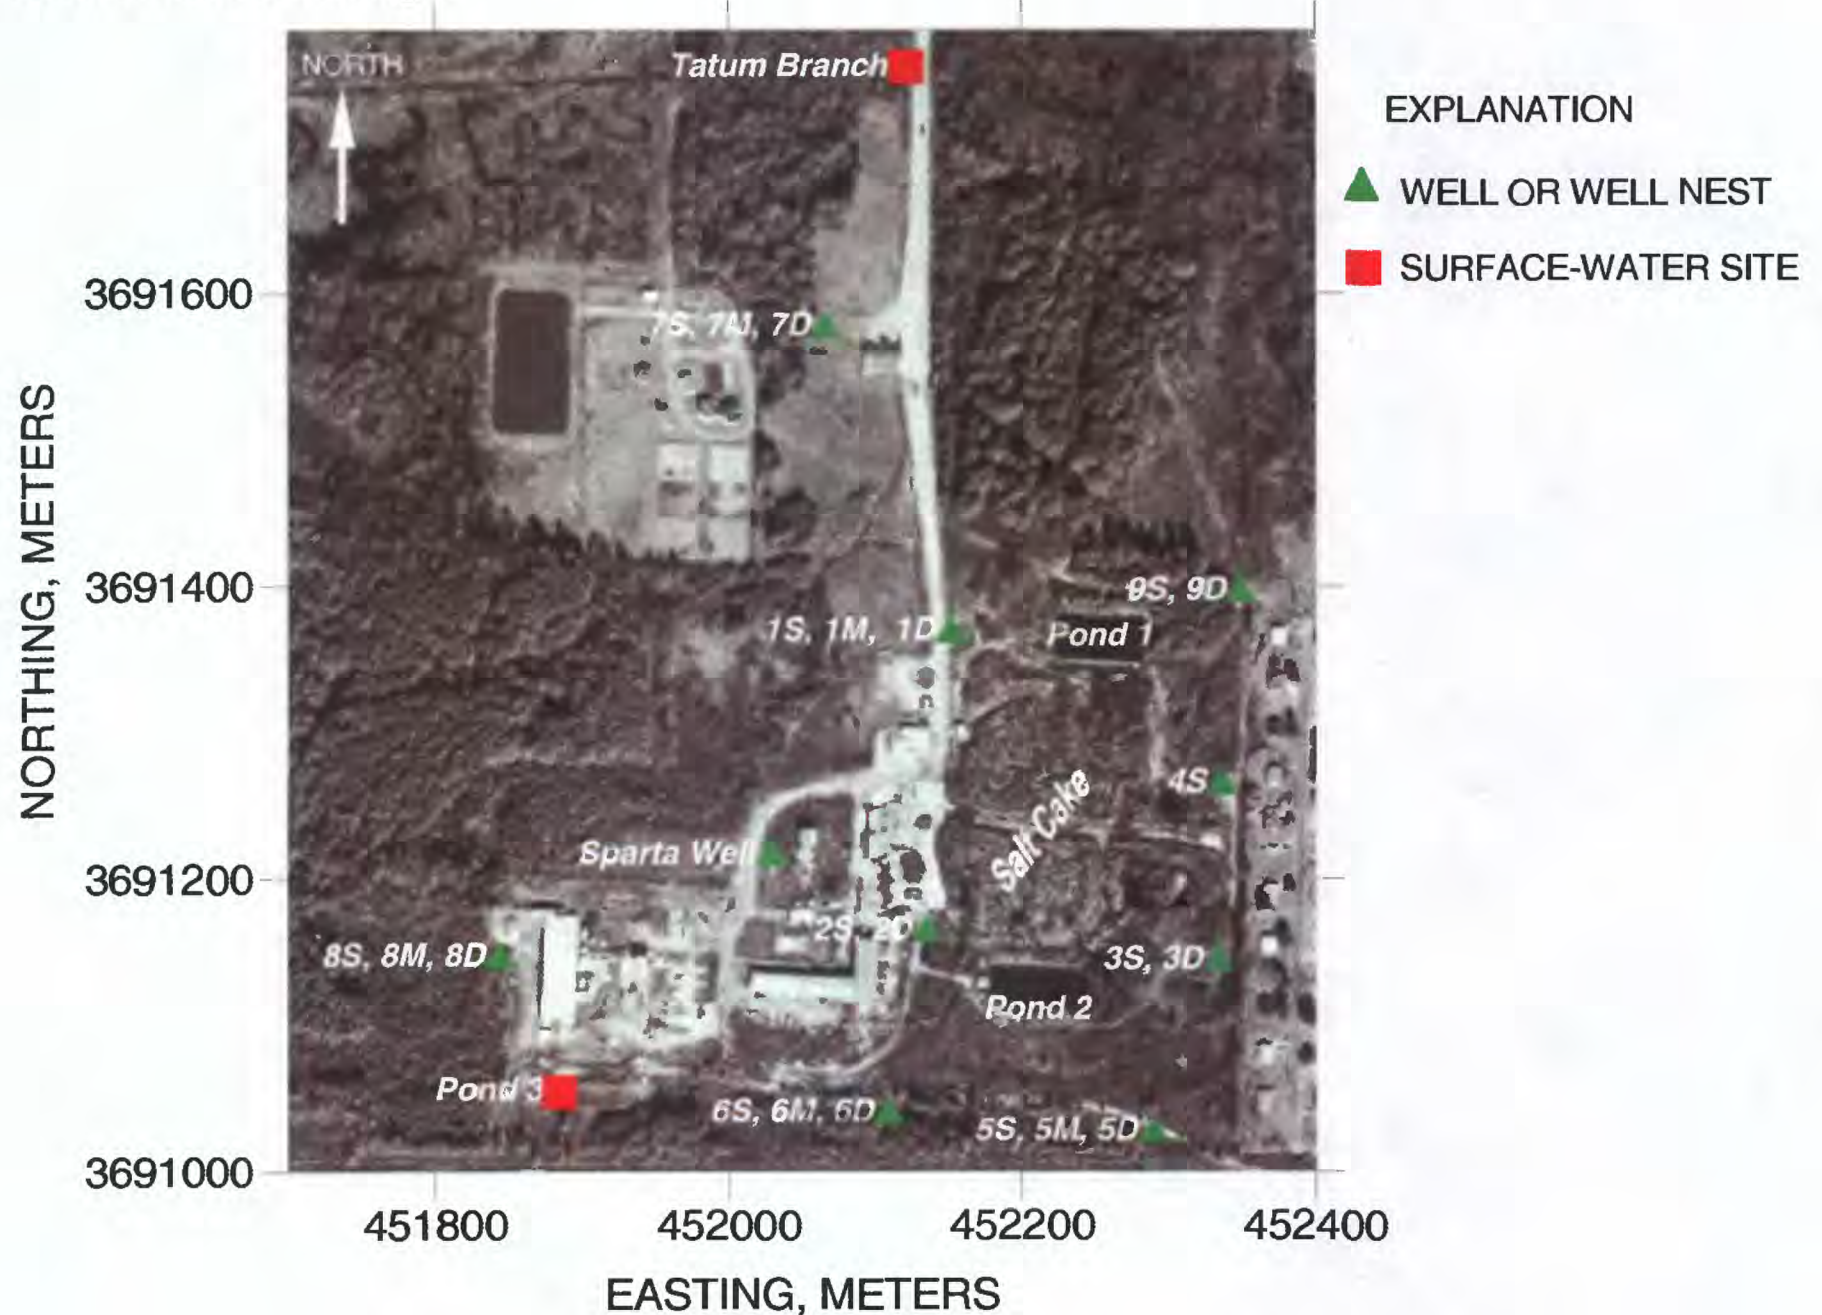 NORTH
Tatum Branch
EXPLANATION
WELL OR WELL NEST
SURFACE-WATER SITE
3691600
7S, 7M, 7D
3691400
9S, 9D
1S, 1M, 1D
Pond 1
4S
Salt Cake
Sparta Well
3691200
2S, 2D
8S, 8M, 8D
3S, 3D
Pond 2
Pond 3
6S, 6M, 6D
5S, 5M, 5D
3691000
NORTHING, METERS
451800
452000
452200
452400
EASTING, METERS